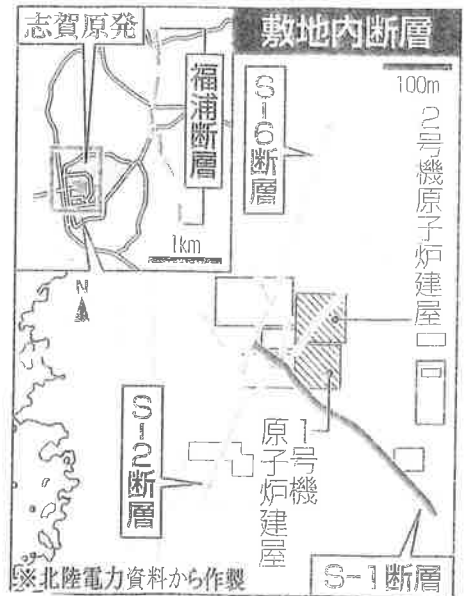 志賀原発
敷地内断層
福浦断層
1km
100m
S-6断層
2号機原子炉建屋
N
S-2断層
1号機
原子炉建屋
S-1断層
※北陸電力資料から作製